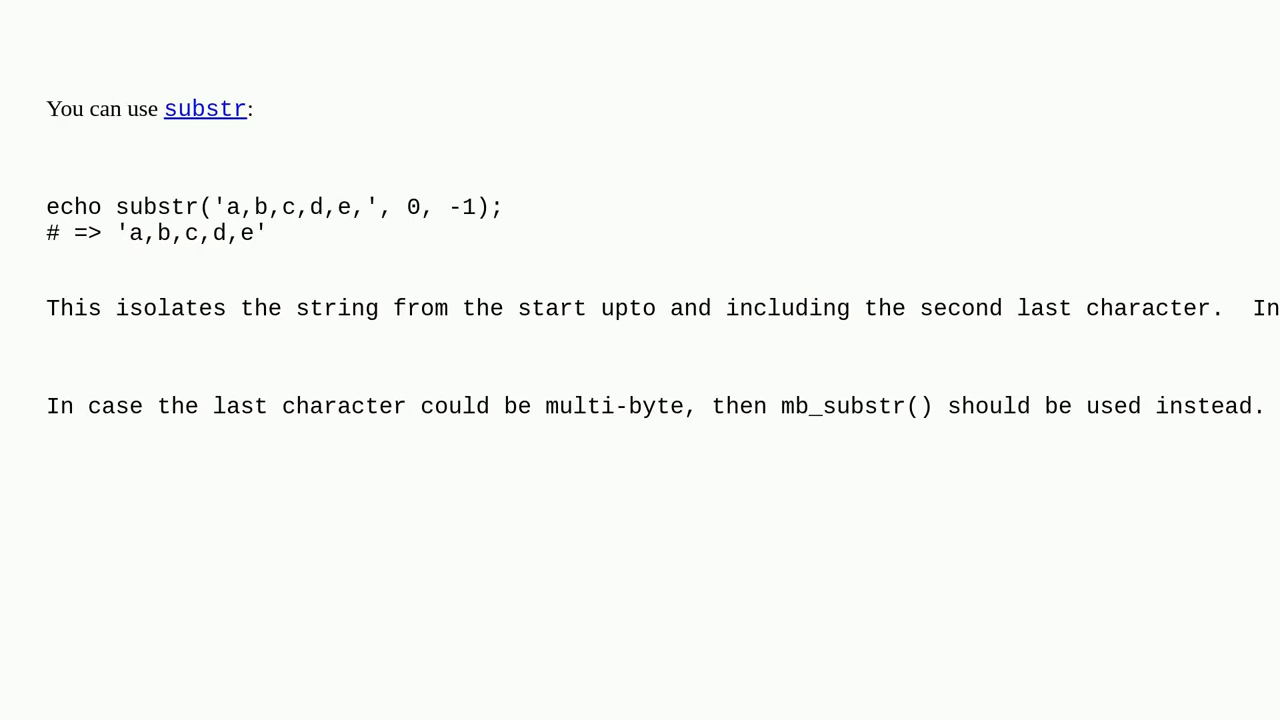 You can use substr:
echo substr('a,b,c,d,e,', 0, -1);
# => 'a,b,c,d,e'
This isolates the string from the start upto and including the second last character.  In
In case the last character could be multi-byte, then mb_substr() should be used instead.